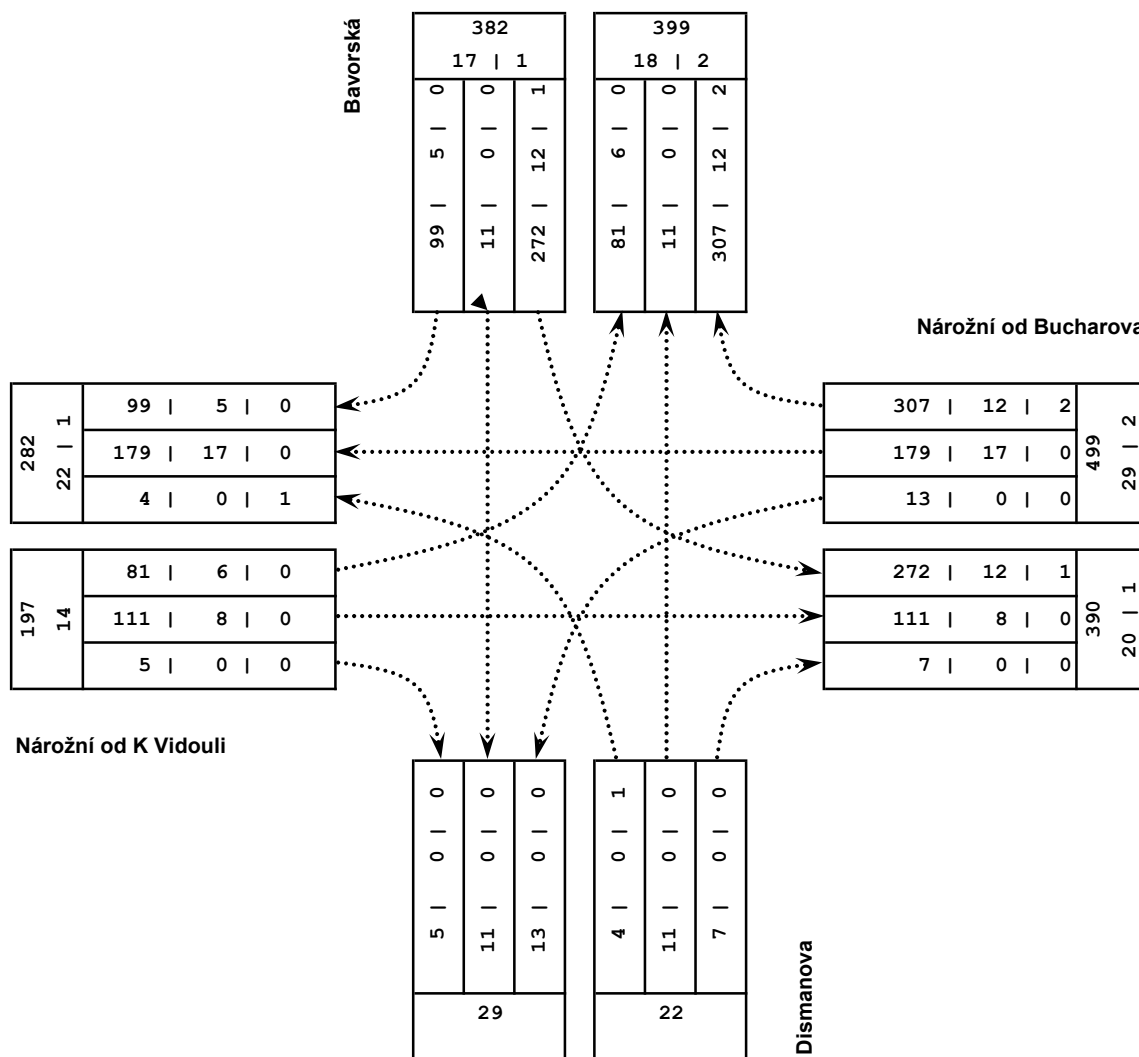 Bavorská
382
17 | 1
99 | 5 | 0
11 | 0 | 0
272 | 12 | 1
399
18 | 2
81 | 6 | 0
11 | 0 | 0
307 | 12 | 2
Nárožní od Bucharova
282
22 | 1
99 | 5 | 0
179 | 17 | 0
4 | 0 | 1
307 | 12 | 2
179 | 17 | 0
13 | 0 | 0
499
29 | 2
197
14
81 | 6 | 0
111 | 8 | 0
5 | 0 | 0
272 | 12 | 1
111 | 8 | 0
7 | 0 | 0
390
20 | 1
Nárožní od K Vidouli
5 | 0 | 0
11 | 0 | 0
13 | 0 | 0
29
4 | 0 | 1
11 | 0 | 0
7 | 0 | 0
22
Dismanova